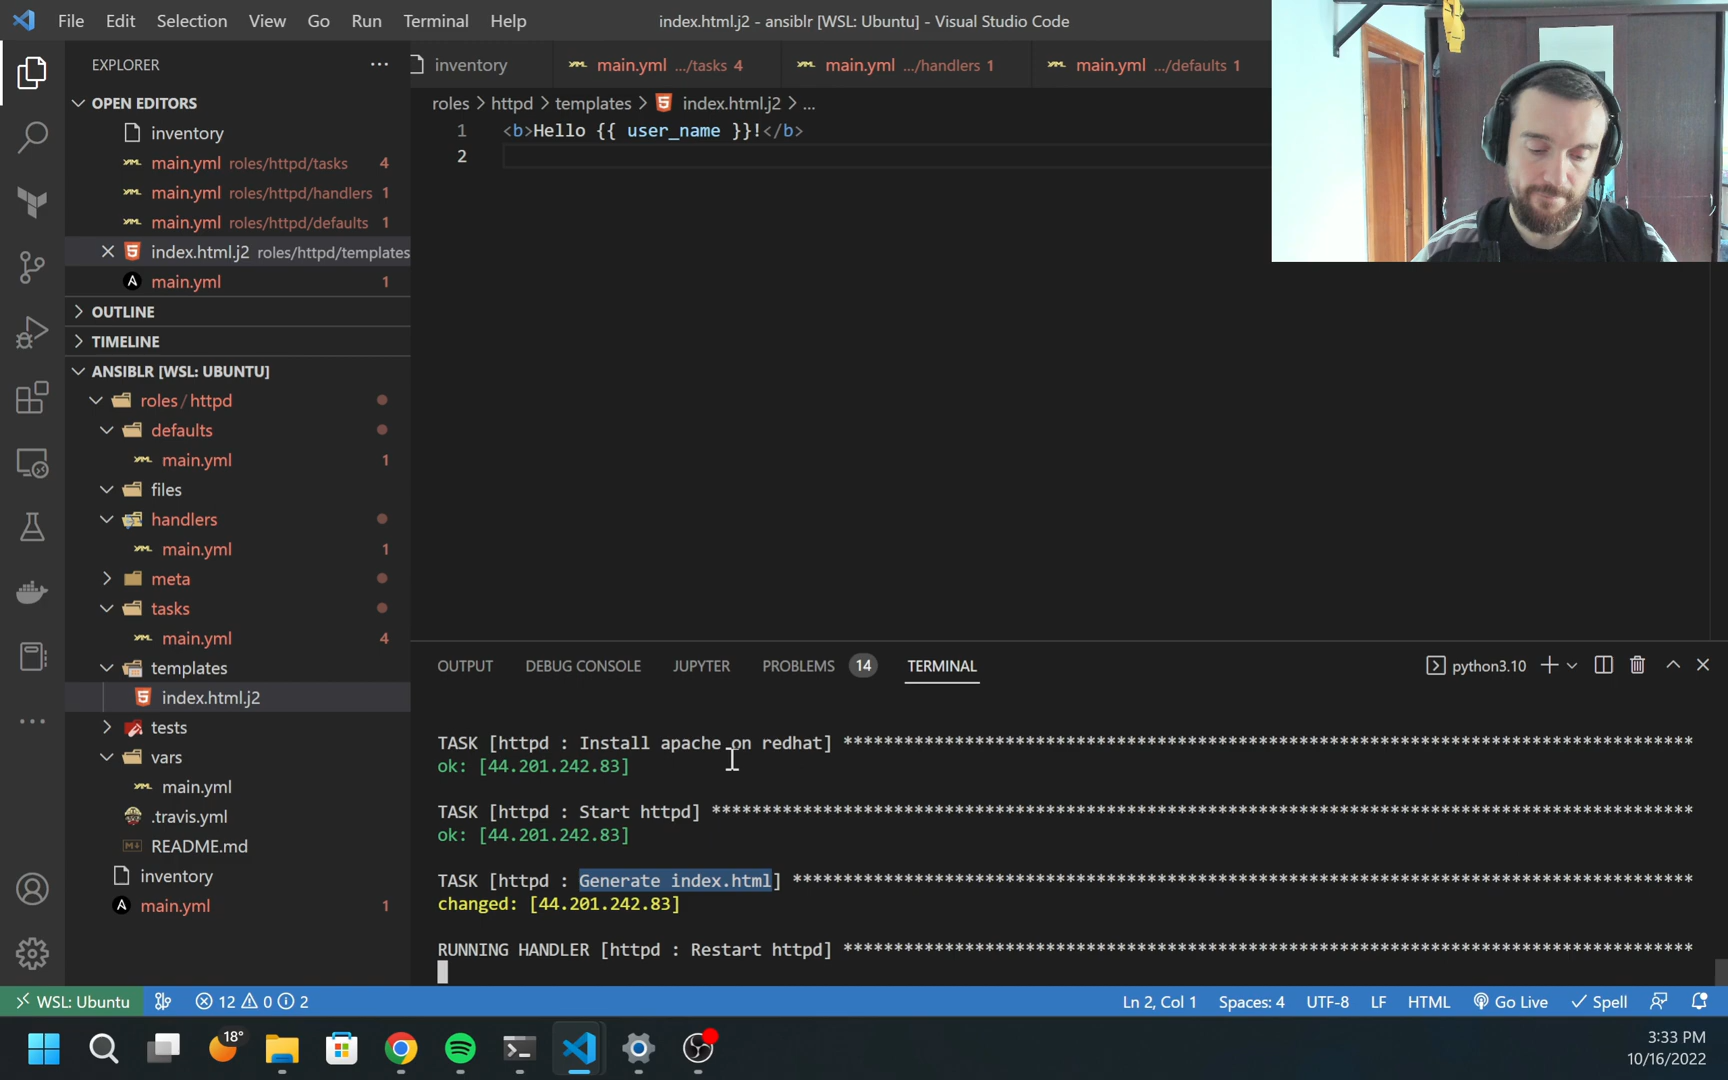 File Edit Selection View Go Run Terminal Help index.html.j2 - ansiblr [WSL: Ubuntu] - Visual Studio Code
EXPLORER ...
OPEN EDITORS
inventory
main.yml roles/httpd/tasks 4
main.yml roles/httpd/handlers 1
main.yml roles/httpd/defaults 1
index.html.j2 roles/httpd/templates
main.yml 1
OUTLINE
TIMELINE
ANSIBLR [WSL: UBUNTU]
roles / httpd
defaults
main.yml 1
files
handlers
main.yml 1
meta
tasks
main.yml 4
templates
index.html.j2
tests
vars
main.yml
.travis.yml
README.md
inventory
main.yml 1
inventory main.yml .../tasks 4 main.yml .../handlers 1 main.yml .../defaults 1
roles > httpd > templates > index.html.j2 > ...
1 <b>Hello {{ user_name }}!</b>
2
OUTPUT DEBUG CONSOLE JUPYTER PROBLEMS 14 TERMINAL python3.10
TASK [httpd : Install apache on redhat] ************************************************************************************
ok: [44.201.242.83]
TASK [httpd : Start httpd] *************************************************************************************************
ok: [44.201.242.83]
TASK [httpd : Generate index.html] *****************************************************************************************
changed: [44.201.242.83]
RUNNING HANDLER [httpd : Restart httpd] ************************************************************************************
WSL: Ubuntu 12 0 2 Ln 2, Col 1 Spaces: 4 UTF-8 LF HTML Go Live Spell
18°
3:33 PM
10/16/2022